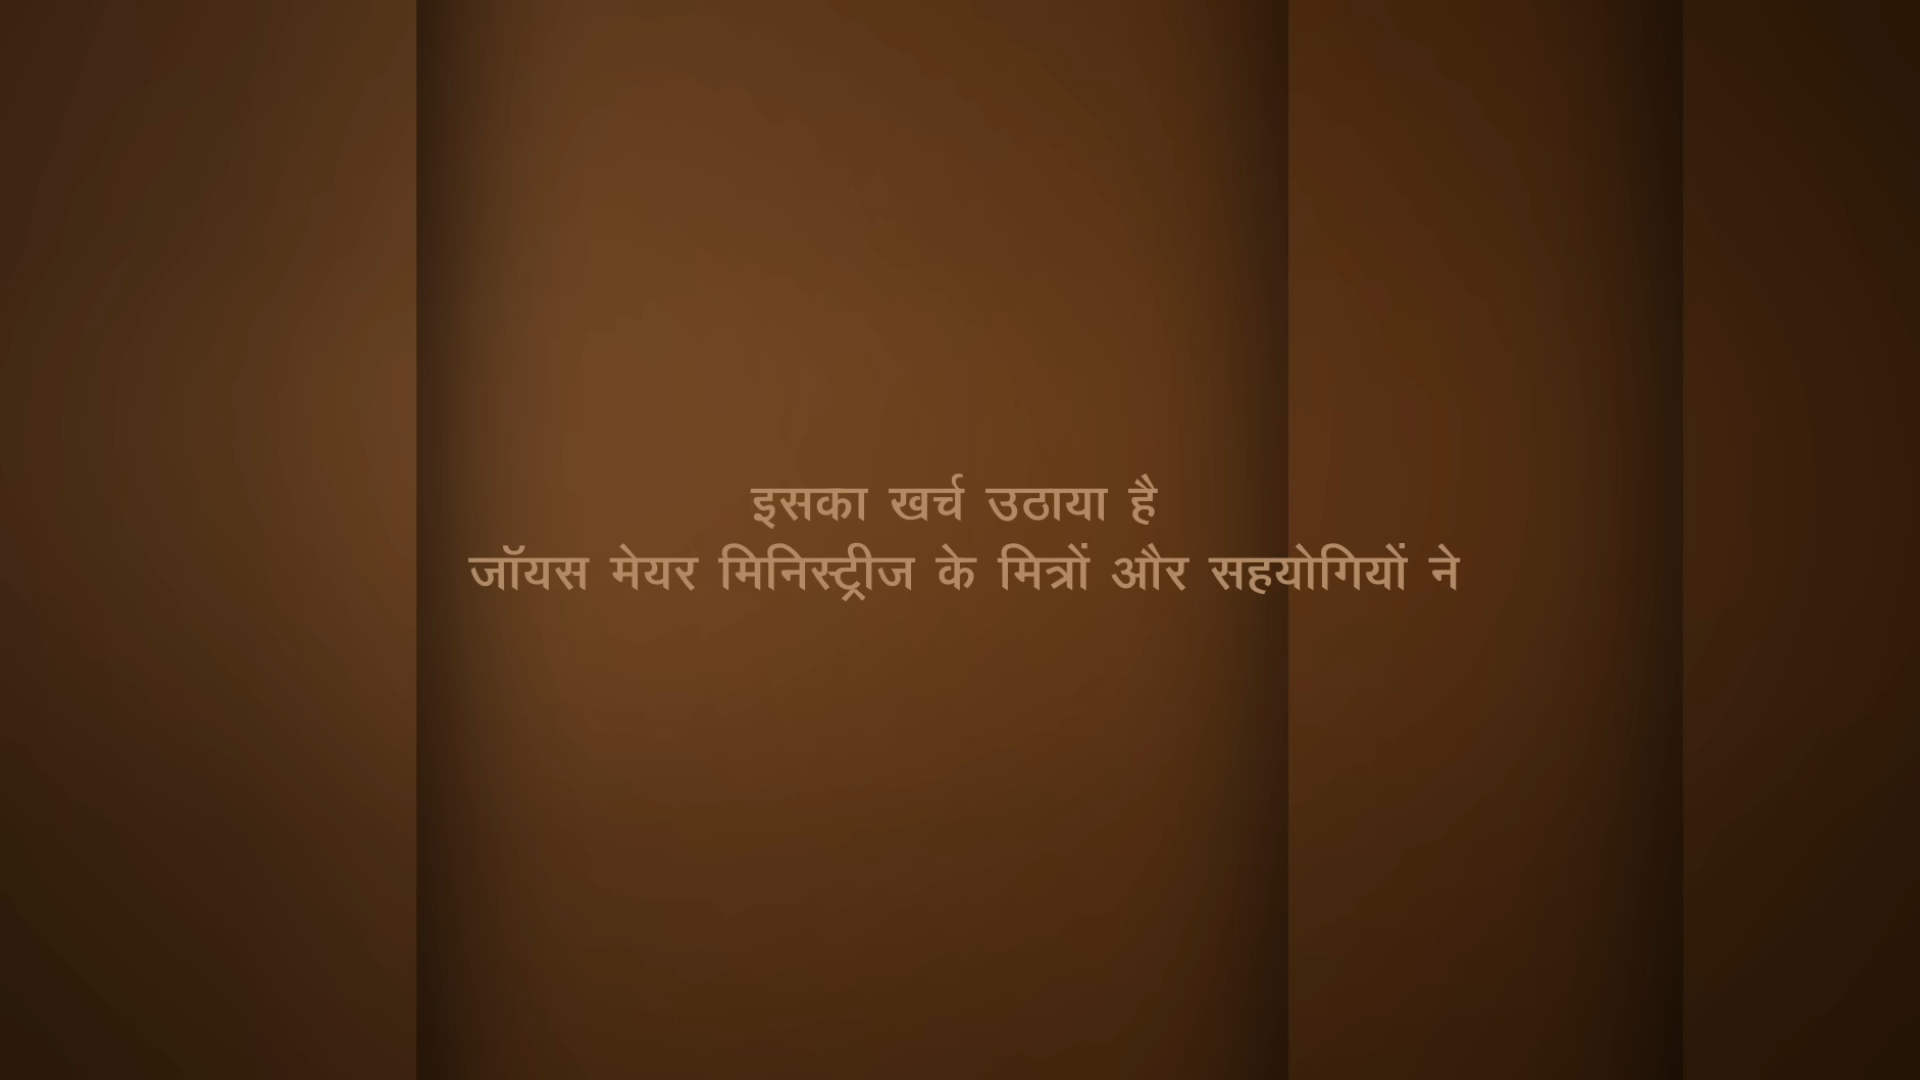 इसका खर्च उठाया है
जॉयस मेयर मिनिस्ट्रीज के मित्रों और सहयोगियों ने